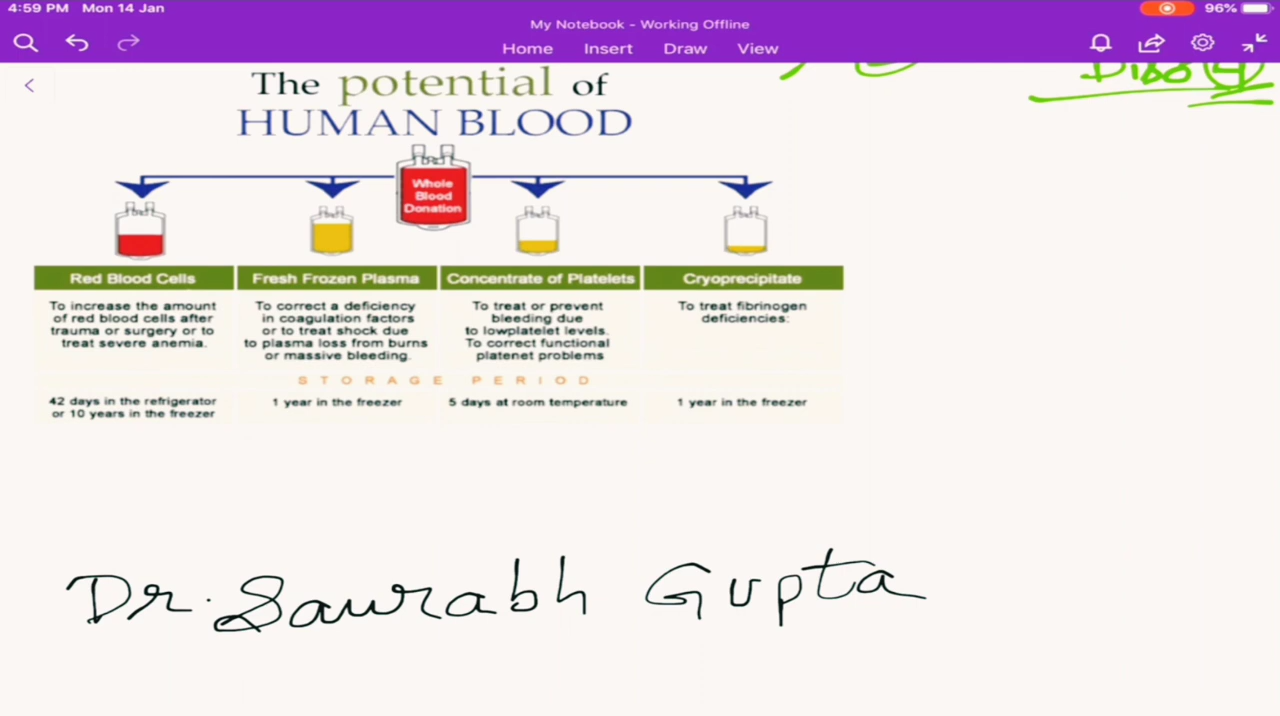 4:59 PM Mon 14 Jan
96%
My Notebook - Working Offline
Home Insert Draw View
The potential of
HUMAN BLOOD
Whole
Blood
Donation
Red Blood Cells
To increase the amount
of red blood cells after
trauma or surgery or to
treat severe anemia.
Fresh Frozen Plasma
To correct a deficiency
in coagulation factors
or to treat shock due
to plasma loss from burns
or massive bleeding.
Concentrate of Platelets
To treat or prevent
bleeding due
to lowplatelet levels.
To correct functional
platenet problems
Cryoprecipitate
To treat fibrinogen
deficiencies:
STORAGE PERIOD
42 days in the refrigerator
or 10 years in the freezer
1 year in the freezer
5 days at room temperature
1 year in the freezer
Dr. Saurabh Gupta